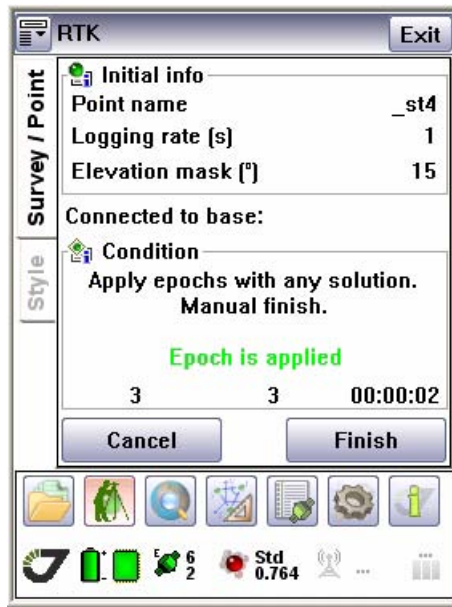 RTK Exit
Survey / Point
Style
Initial info
Point name _st4
Logging rate (s) 1
Elevation mask (°) 15
Connected to base:
Condition
Apply epochs with any solution.
Manual finish.
Epoch is applied
3 3 00:00:02
Cancel Finish
E 6 Std
2 0.764 ...